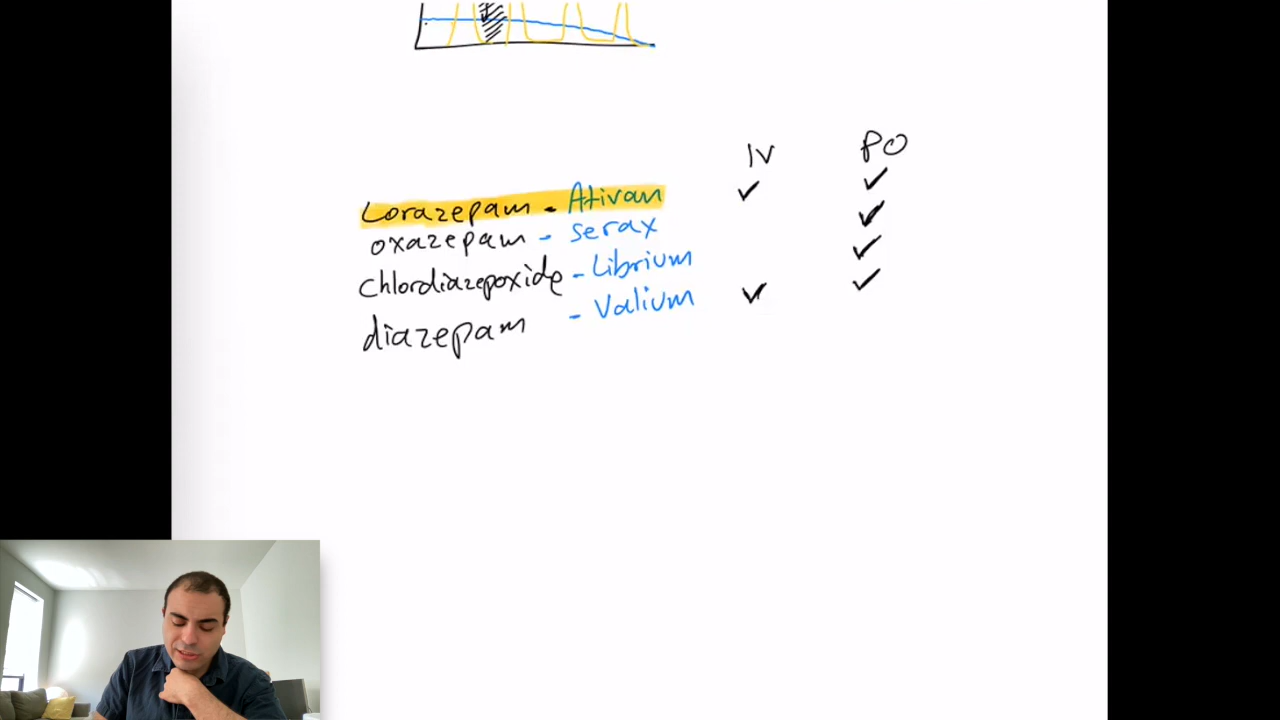 IV PO
Lorazepam - Ativan ✓ ✓
oxazepam - serax ✓
chlordiazepoxide - Librium ✓
diazepam - Valium ✓ ✓